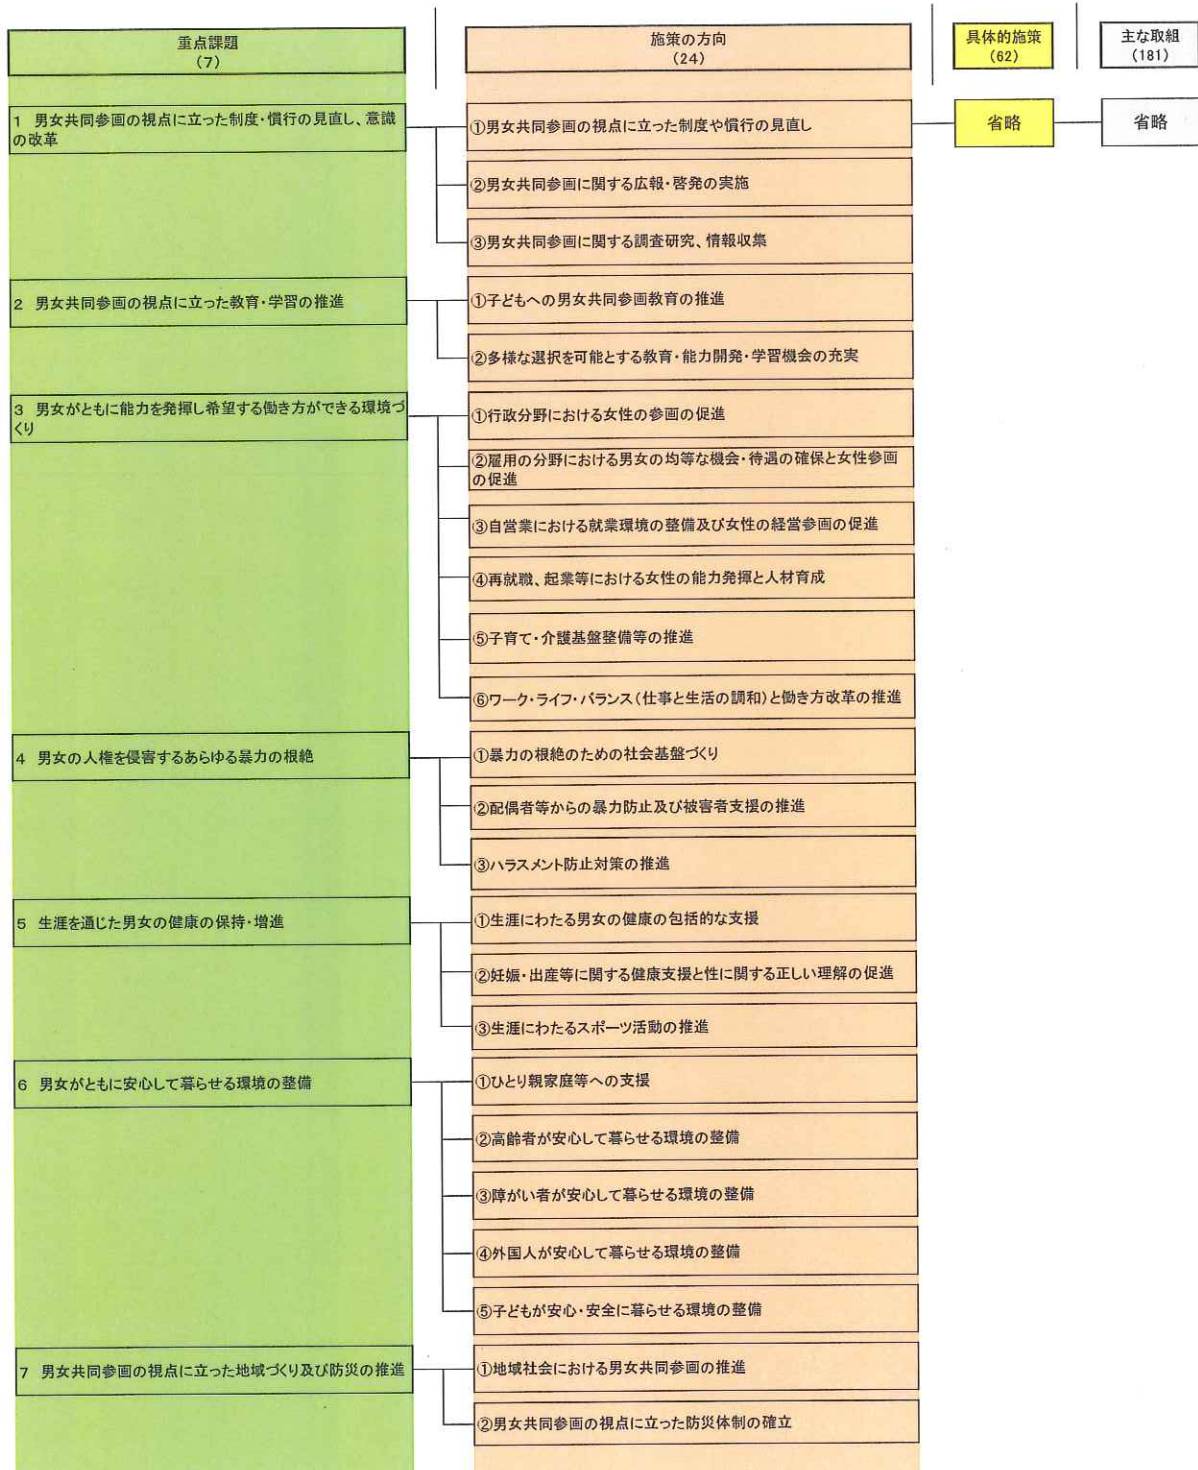 重点課題
(7)
施策の方向
(24)
具体的施策
(62)
主な取組
(181)
1 男女共同参画の視点に立った制度・慣行の見直し、意識
の改革
①男女共同参画の視点に立った制度や慣行の見直し
省略
省略
②男女共同参画に関する広報・啓発の実施
③男女共同参画に関する調査研究、情報収集
2 男女共同参画の視点に立った教育・学習の推進
①子どもへの男女共同参画教育の推進
②多様な選択を可能とする教育・能力開発・学習機会の充実
3 男女がともに能力を発揮し希望する働き方ができる環境づ
くり
①行政分野における女性の参画の促進
②雇用の分野における男女の均等な機会・待遇の確保と女性参画
の促進
③自営業における就業環境の整備及び女性の経営参画の促進
④再就職、起業等における女性の能力発揮と人材育成
⑤子育て・介護基盤整備等の推進
⑥ワーク・ライフ・バランス(仕事と生活の調和)と働き方改革の推進
4 男女の人権を侵害するあらゆる暴力の根絶
①暴力の根絶のための社会基盤づくり
②配偶者等からの暴力防止及び被害者支援の推進
③ハラスメント防止対策の推進
5 生涯を通じた男女の健康の保持・増進
①生涯にわたる男女の健康の包括的な支援
②妊娠・出産等に関する健康支援と性に関する正しい理解の促進
③生涯にわたるスポーツ活動の推進
6 男女がともに安心して暮らせる環境の整備
①ひとり親家庭等への支援
②高齢者が安心して暮らせる環境の整備
③障がい者が安心して暮らせる環境の整備
④外国人が安心して暮らせる環境の整備
⑤子どもが安心・安全に暮らせる環境の整備
7 男女共同参画の視点に立った地域づくり及び防災の推進
①地域社会における男女共同参画の推進
②男女共同参画の視点に立った防災体制の確立